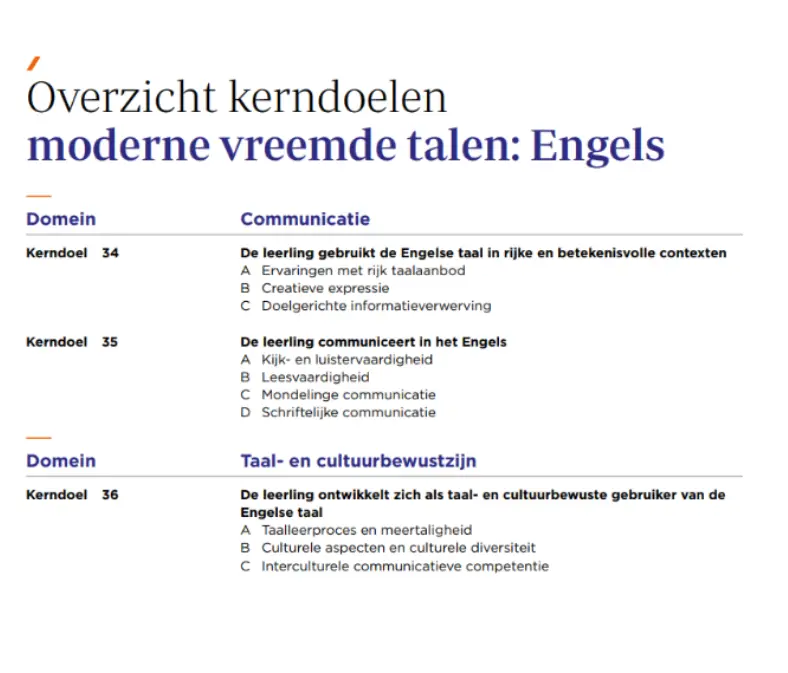 Overzicht kerndoelen
moderne vreemde talen: Engels
Domein Communicatie
Kerndoel 34 De leerling gebruikt de Engelse taal in rijke en betekenisvolle contexten
A Ervaringen met rijk taalaanbod
B Creatieve expressie
C Doelgerichte informatieverwerving
Kerndoel 35 De leerling communiceert in het Engels
A Kijk- en luistervaardigheid
B Leesvaardigheid
C Mondelinge communicatie
D Schriftelijke communicatie
Domein Taal- en cultuurbewustzijn
Kerndoel 36 De leerling ontwikkelt zich als taal- en cultuurbewuste gebruiker van de
Engelse taal
A Taalleerproces en meertaligheid
B Culturele aspecten en culturele diversiteit
C Interculturele communicatieve competentie